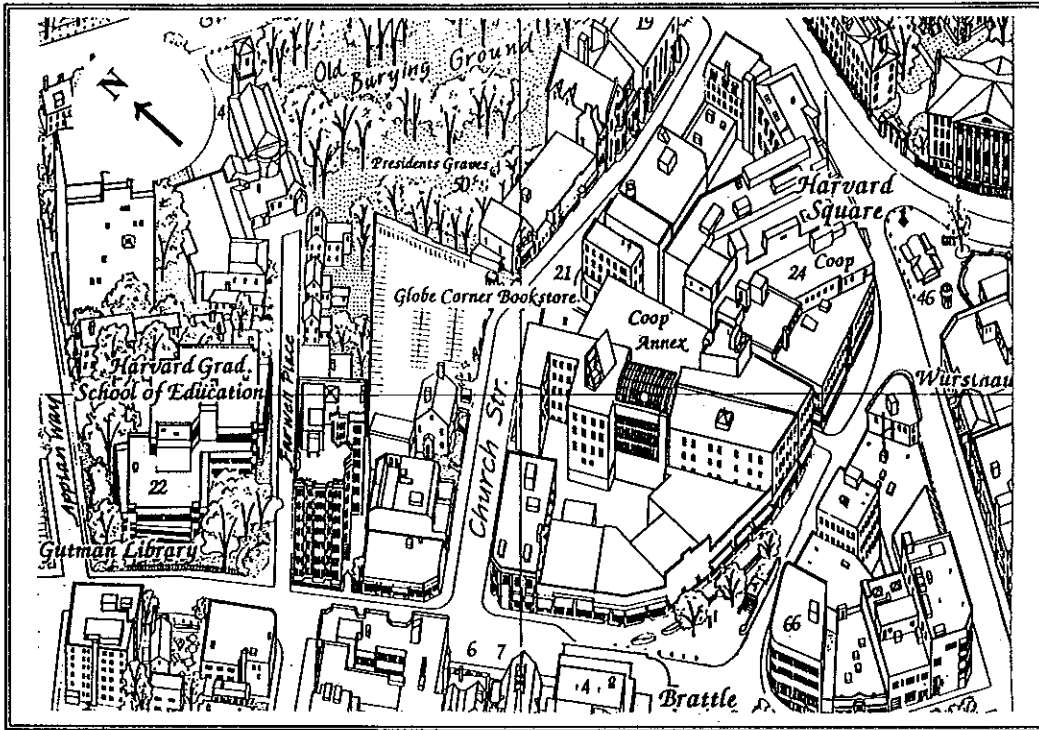 19
Old
Burying
Ground
N
4
Presidents Graves
50
Harvard
Square
21
24
Coop
46
Globe Corner Bookstore
Coop
Annex
Harvard Grad.
School of Education
Farwell Place
Church Str.
Wursthaus
Appian Way
22
Gutman Library
66
6
7
4
Brattle